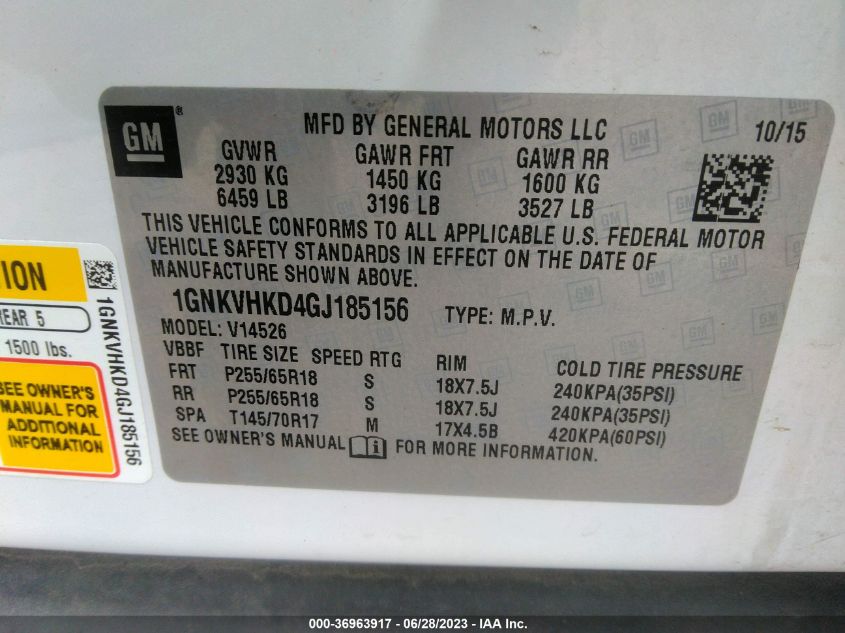 GM
®
MFD BY GENERAL MOTORS LLC
10/15
GVWR GAWR FRT GAWR RR
2930 KG 1450 KG 1600 KG
6459 LB 3196 LB 3527 LB
THIS VEHICLE CONFORMS TO ALL APPLICABLE U.S. FEDERAL MOTOR
VEHICLE SAFETY STANDARDS IN EFFECT ON THE DATE OF
MANUFACTURE SHOWN ABOVE.
1GNKVHKD4GJ185156 TYPE: M.P.V.
MODEL: V14526
VBBF TIRE SIZE SPEED RTG RIM COLD TIRE PRESSURE
FRT P255/65R18 S 18X7.5J 240KPA(35PSI)
RR P255/65R18 S 18X7.5J 240KPA(35PSI)
SPA T145/70R17 M 17X4.5B 420KPA(60PSI)
SEE OWNER'S MANUAL FOR MORE INFORMATION.
REAR 5
1500 lbs.
SEE OWNER'S
MANUAL FOR
ADDITIONAL
INFORMATION
1GNKVHKD4GJ185156
000-36963917 - 06/28/2023 - IAA Inc.